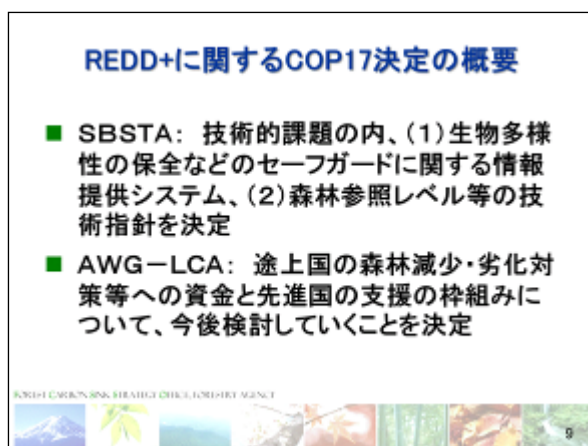 REDD+に関するCOP17決定の概要
■ SBSTA： 技術的課題の内、（１）生物多様
性の保全などのセーフガードに関する情報
提供システム、（２）森林参照レベル等の技
術指針を決定
■ AWG－LCA： 途上国の森林減少・劣化対
策等への資金と先進国の支援の枠組みに
ついて、今後検討していくことを決定
FOREST CARBON SINK STRATEGY OFFICE, FORESTRY AGENCY
9